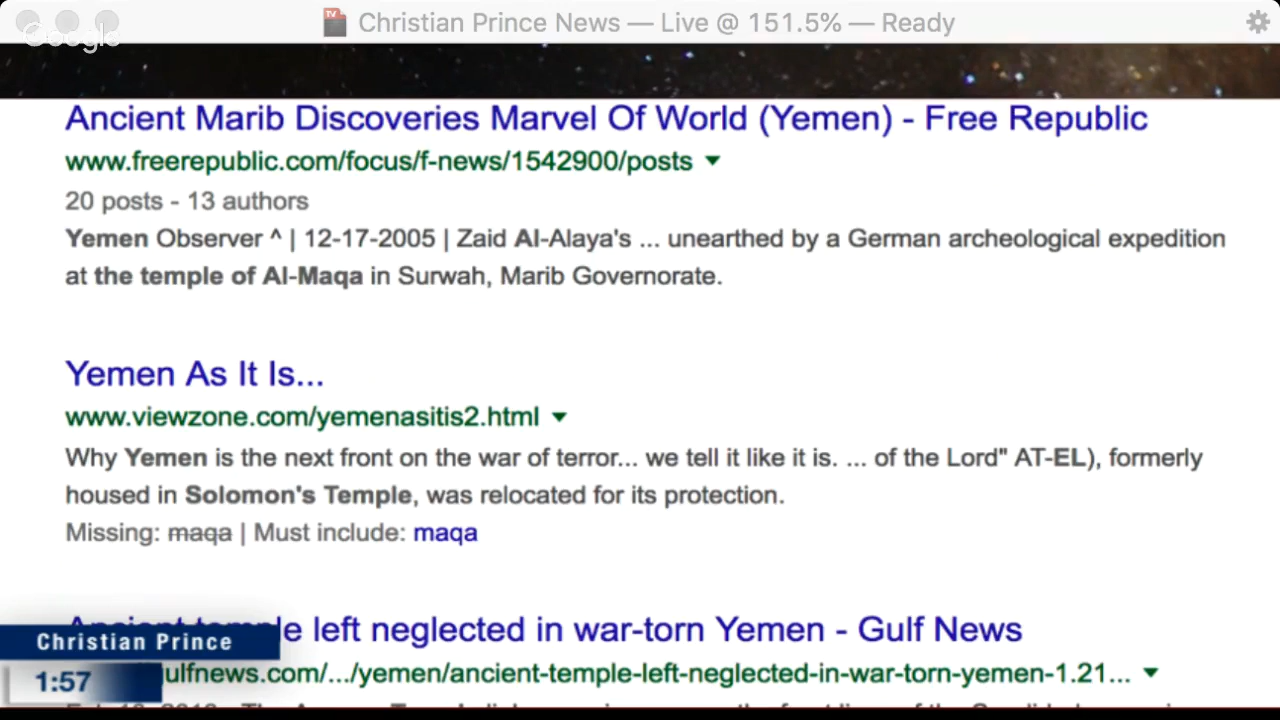 Google
Christian Prince News — Live @ 151.5% — Ready
Ancient Marib Discoveries Marvel Of World (Yemen) - Free Republic
www.freerepublic.com/focus/f-news/1542900/posts
20 posts - 13 authors
Yemen Observer ^ | 12-17-2005 | Zaid Al-Alaya's ... unearthed by a German archeological expedition
at the temple of Al-Maqa in Surwah, Marib Governorate.
Yemen As It Is...
www.viewzone.com/yemenasitis2.html
Why Yemen is the next front on the war of terror... we tell it like it is. ... of the Lord" AT-EL), formerly
housed in Solomon's Temple, was relocated for its protection.
Missing: maqa | Must include: maqa
Ancient temple left neglected in war-torn Yemen - Gulf News
Christian Prince
ulfnews.com/.../yemen/ancient-temple-left-neglected-in-war-torn-yemen-1.21...
1:57